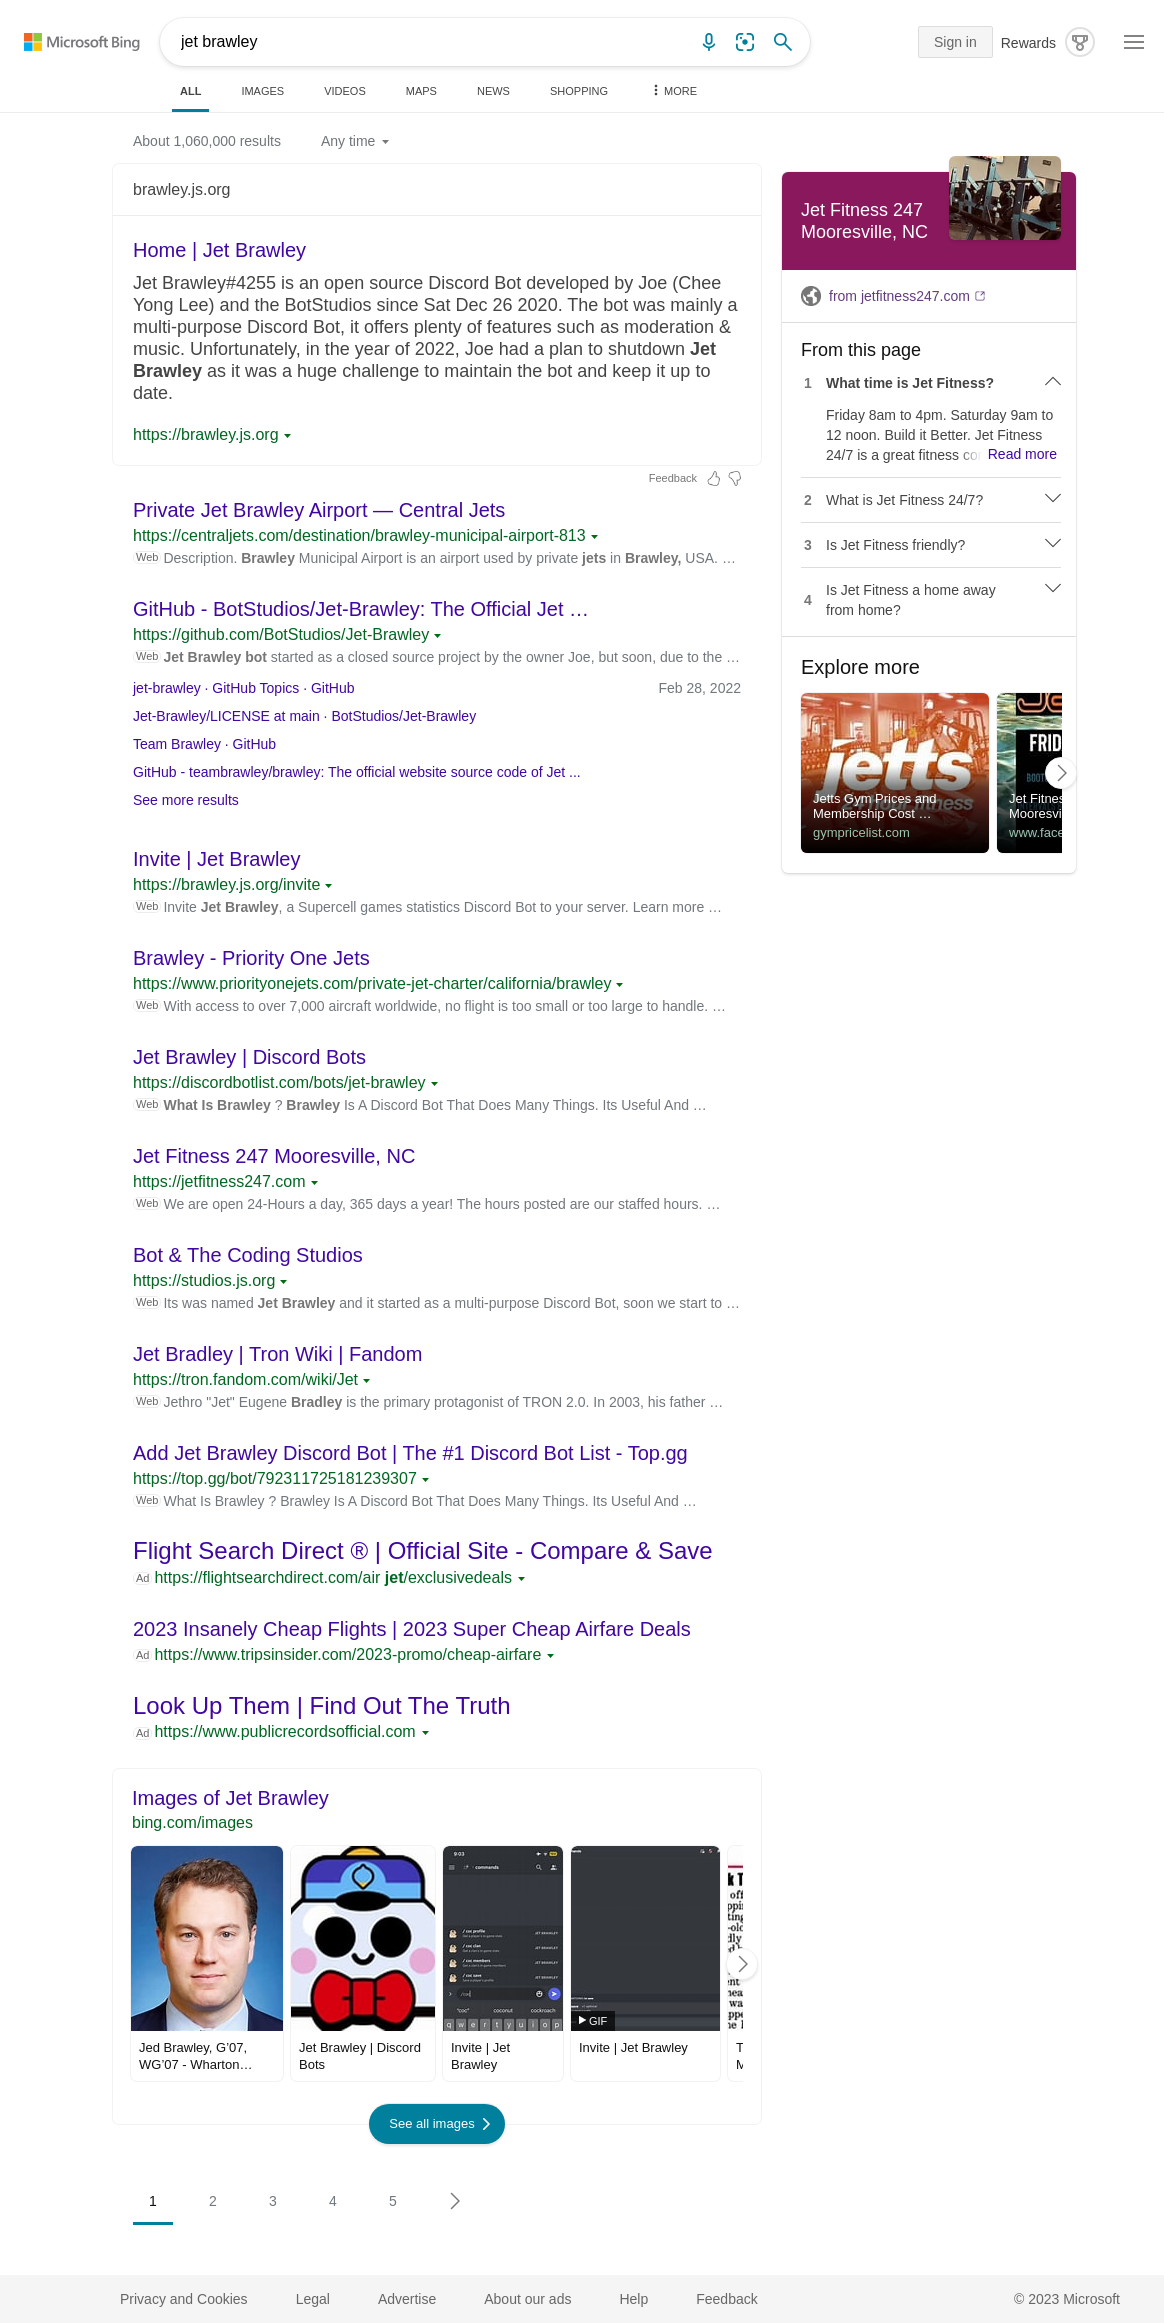 Microsoft Bing
jet brawley
Sign in
Rewards
ALL
IMAGES
VIDEOS
MAPS
NEWS
SHOPPING
MORE
About 1,060,000 results
Any time
brawley.js.org
Home | Jet Brawley
Jet Brawley#4255 is an open source Discord Bot developed by Joe (Chee
Yong Lee) and the BotStudios since Sat Dec 26 2020. The bot was mainly a
multi-purpose Discord Bot, it offers plenty of features such as moderation &
music. Unfortunately, in the year of 2022, Joe had a plan to shutdown Jet
Brawley as it was a huge challenge to maintain the bot and keep it up to
date.
https://brawley.js.org
Feedback
Private Jet Brawley Airport — Central Jets
https://centraljets.com/destination/brawley-municipal-airport-813
Web Description. Brawley Municipal Airport is an airport used by private jets in Brawley, USA. …
GitHub - BotStudios/Jet-Brawley: The Official Jet …
https://github.com/BotStudios/Jet-Brawley
Web Jet Brawley bot started as a closed source project by the owner Joe, but soon, due to the …
jet-brawley · GitHub Topics · GitHub
Feb 28, 2022
Jet-Brawley/LICENSE at main · BotStudios/Jet-Brawley
Team Brawley · GitHub
GitHub - teambrawley/brawley: The official website source code of Jet ...
See more results
Invite | Jet Brawley
https://brawley.js.org/invite
Web Invite Jet Brawley, a Supercell games statistics Discord Bot to your server. Learn more …
Brawley - Priority One Jets
https://www.priorityonejets.com/private-jet-charter/california/brawley
Web With access to over 7,000 aircraft worldwide, no flight is too small or too large to handle. …
Jet Brawley | Discord Bots
https://discordbotlist.com/bots/jet-brawley
Web What Is Brawley ? Brawley Is A Discord Bot That Does Many Things. Its Useful And …
Jet Fitness 247 Mooresville, NC
https://jetfitness247.com
Web We are open 24-Hours a day, 365 days a year! The hours posted are our staffed hours. …
Bot & The Coding Studios
https://studios.js.org
Web Its was named Jet Brawley and it started as a multi-purpose Discord Bot, soon we start to …
Jet Bradley | Tron Wiki | Fandom
https://tron.fandom.com/wiki/Jet
Web Jethro "Jet" Eugene Bradley is the primary protagonist of TRON 2.0. In 2003, his father …
Add Jet Brawley Discord Bot | The #1 Discord Bot List - Top.gg
https://top.gg/bot/792311725181239307
Web What Is Brawley ? Brawley Is A Discord Bot That Does Many Things. Its Useful And …
Flight Search Direct ® | Official Site - Compare & Save
Ad https://flightsearchdirect.com/air jet/exclusivedeals
2023 Insanely Cheap Flights | 2023 Super Cheap Airfare Deals
Ad https://www.tripsinsider.com/2023-promo/cheap-airfare
Look Up Them | Find Out The Truth
Ad https://www.publicrecordsofficial.com
Images of Jet Brawley
bing.com/images
9:03
commands
/ coc profile
/ coc clan
/ coc members
/ coc save
JET BRAWLEY
JET BRAWLEY
JET BRAWLEY
JET BRAWLEY
"coc"
coconut
cockroach
q w e r t y u i o p
GIF
Jed Brawley, G'07,
WG'07 - Wharton…
Jet Brawley | Discord
Bots
Invite | Jet
Brawley
Invite | Jet Brawley
See all images
1
2
3
4
5
Jet Fitness 247
Mooresville, NC
from jetfitness247.com
From this page
1 What time is Jet Fitness?
Friday 8am to 4pm. Saturday 9am to
12 noon. Build it Better. Jet Fitness
24/7 is a great fitness co Read more
2 What is Jet Fitness 24/7?
3 Is Jet Fitness friendly?
4 Is Jet Fitness a home away
from home?
Explore more
jetts
24 hour fitness
Jetts Gym Prices and
Membership Cost …
gympricelist.com
FRID
BOOT
Jet Fitnes
Mooresvi
www.face
Privacy and Cookies
Legal
Advertise
About our ads
Help
Feedback
© 2023 Microsoft